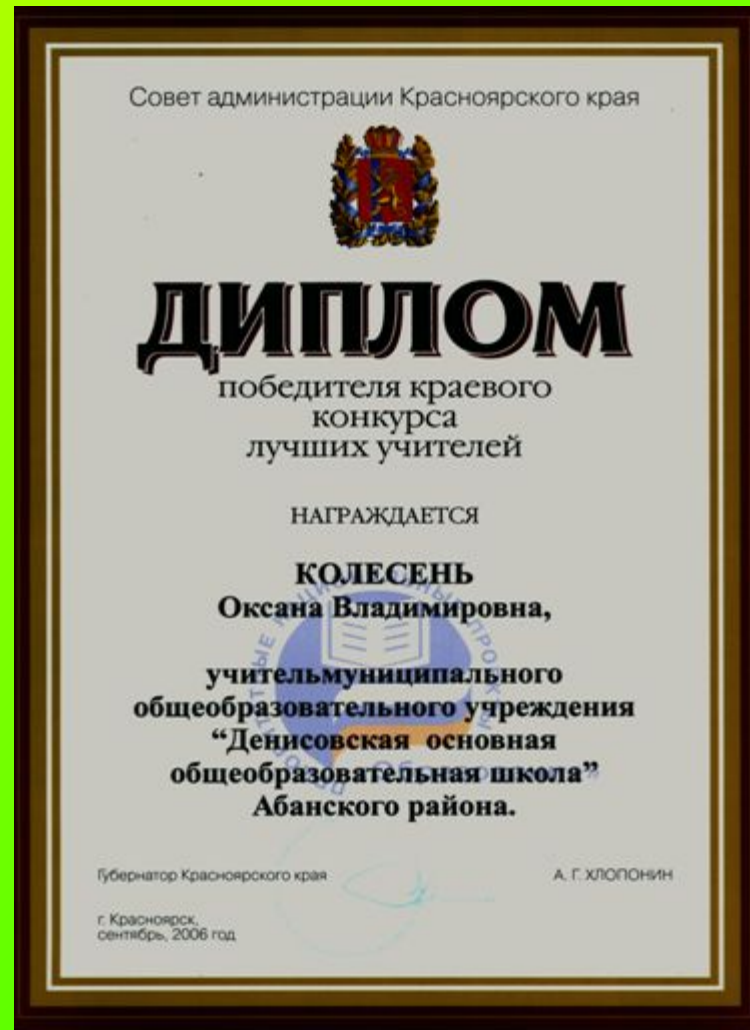 Совет администрации Красноярского края
ДИПЛОМ
победителя краевого
конкурса
лучших учителей
НАГРАЖДАЕТСЯ
КОЛЕСЕНЬ
Оксана Владимировна,
учительмуниципального
общеобразовательного учреждения
“Денисовская основная
общеобразовательная школа”
Абанского района.
Губернатор Красноярского края
А. Г. ХЛОПОНИН
г. Красноярск,
сентябрь, 2006 год